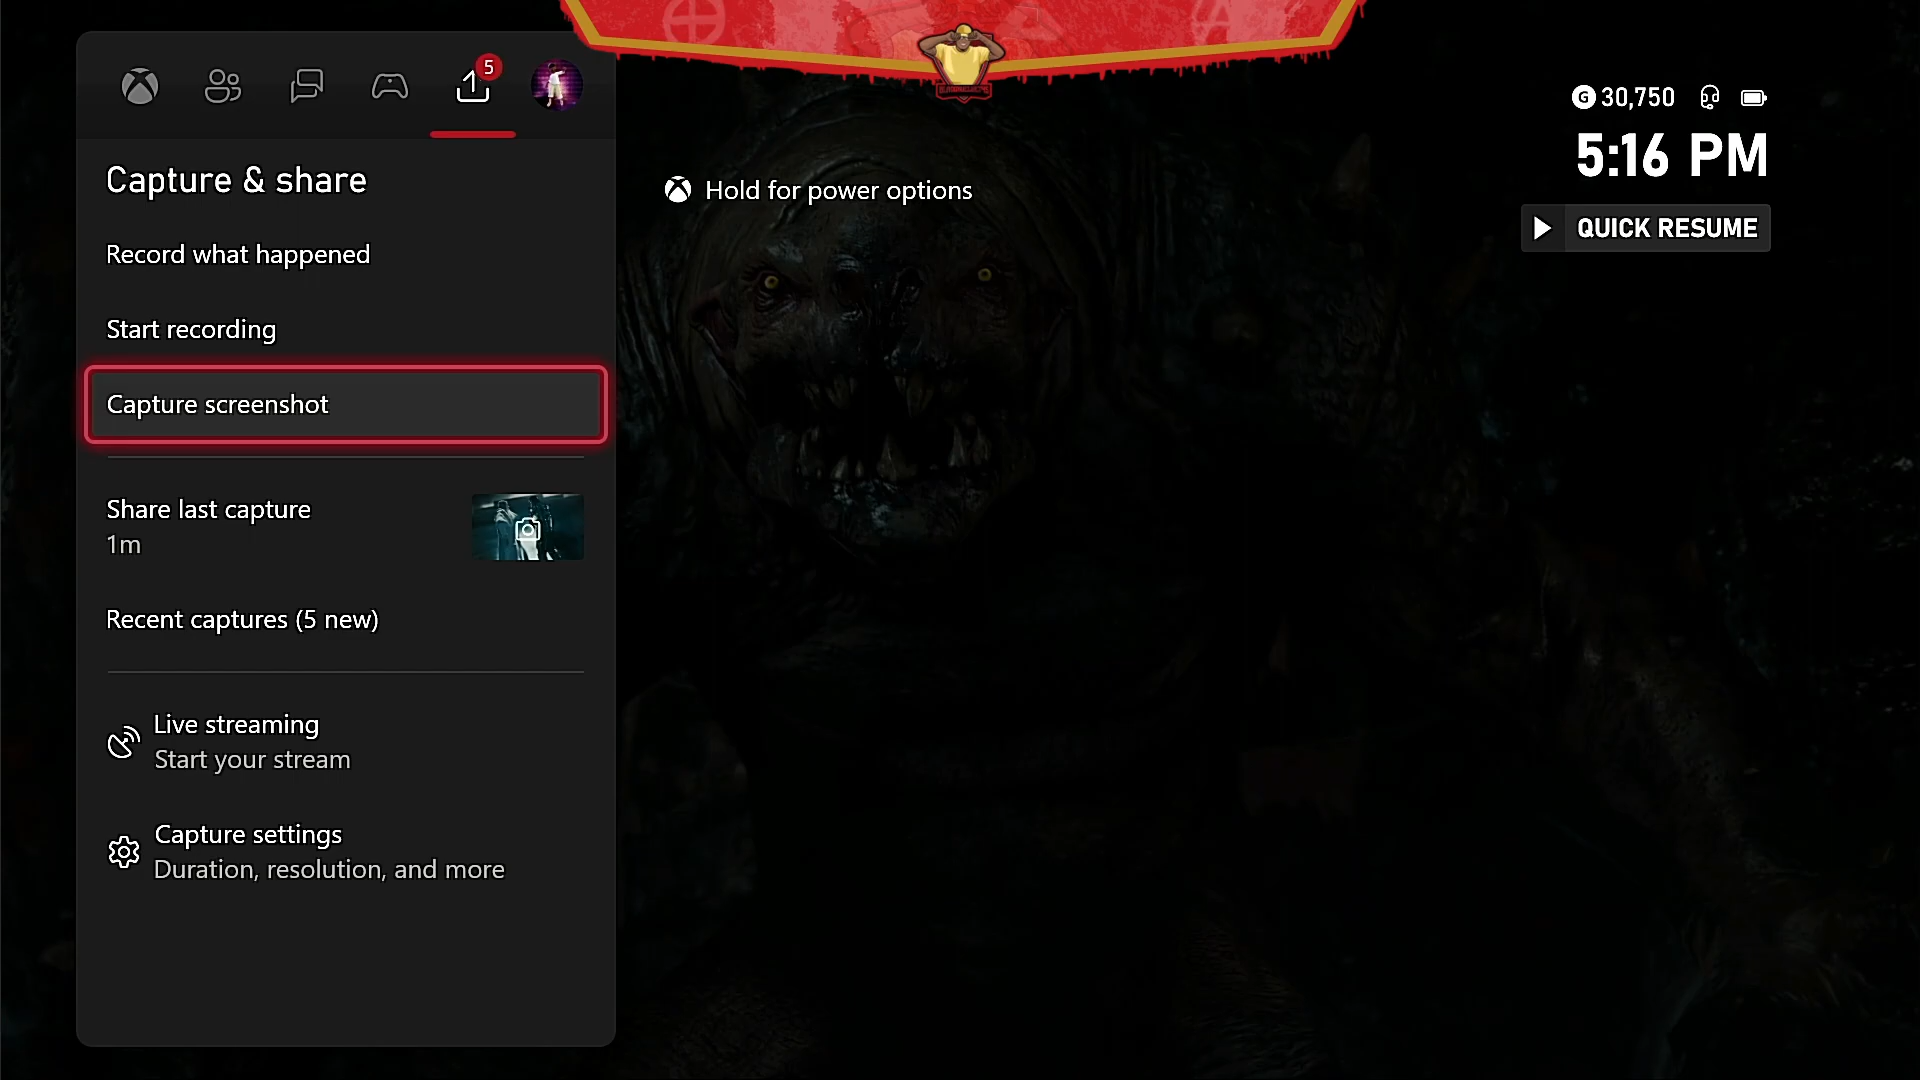 5
30,750
5:16 PM
QUICK RESUME
Hold for power options
Capture & share
Record what happened
Start recording
Capture screenshot
Share last capture
1m
Recent captures (5 new)
Live streaming
Start your stream
Capture settings
Duration, resolution, and more